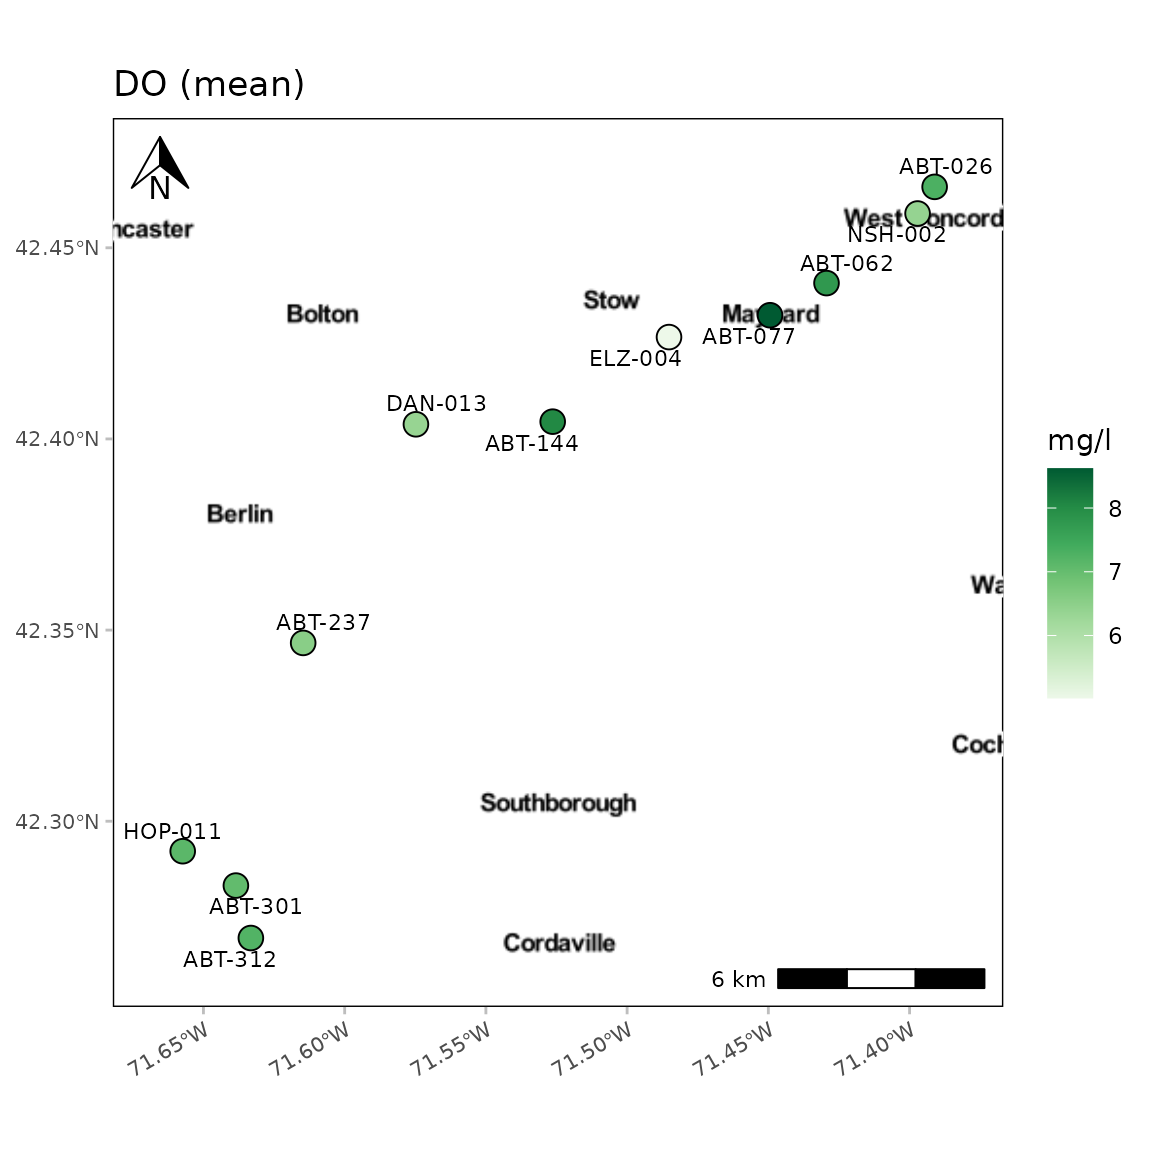 DO (mean)
N
ABT-026
ncaster
West Concord
NSH-002
42.45°N
ABT-062
Stow
Bolton
Maynard
ABT-077
ELZ-004
DAN-013
42.40°N
ABT-144
mg/l
8
7
6
Berlin
Wa
ABT-237
42.35°N
Coch
Southborough
42.30°N
HOP-011
ABT-301
Cordaville
ABT-312
6 km
71.65°W
71.60°W
71.55°W
71.50°W
71.45°W
71.40°W